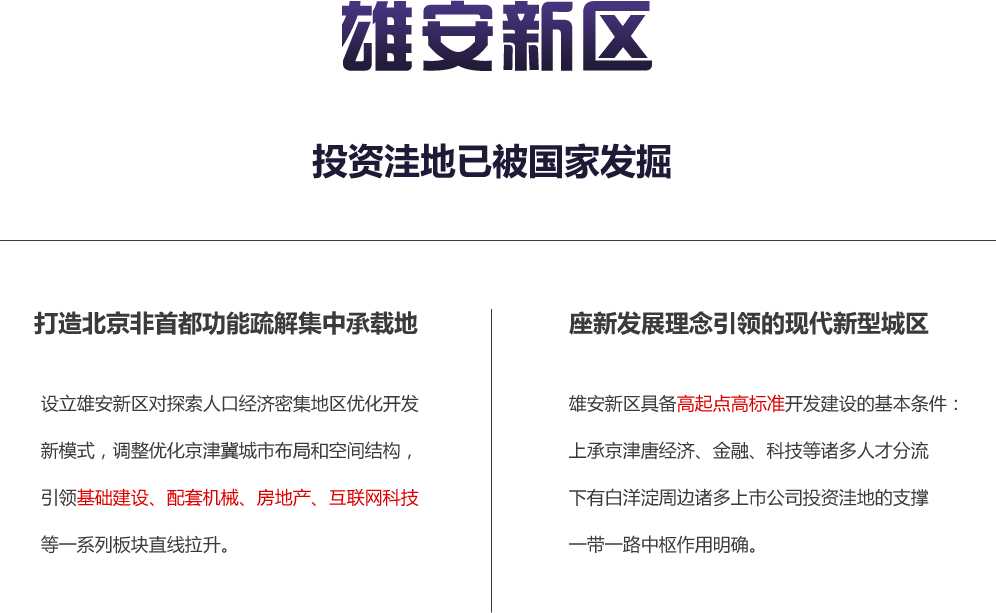 雄安新区
投资洼地已被国家发掘
打造北京非首都功能疏解集中承载地
设立雄安新区对探索人口经济密集地区优化开发
新模式，调整优化京津冀城市布局和空间结构，
引领基础建设、配套机械、房地产、互联网科技
等一系列板块直线拉升。
座新发展理念引领的现代新型城区
雄安新区具备高起点高标准开发建设的基本条件：
上承京津唐经济、金融、科技等诸多人才分流
下有白洋淀周边诸多上市公司投资洼地的支撑
一带一路中枢作用明确。